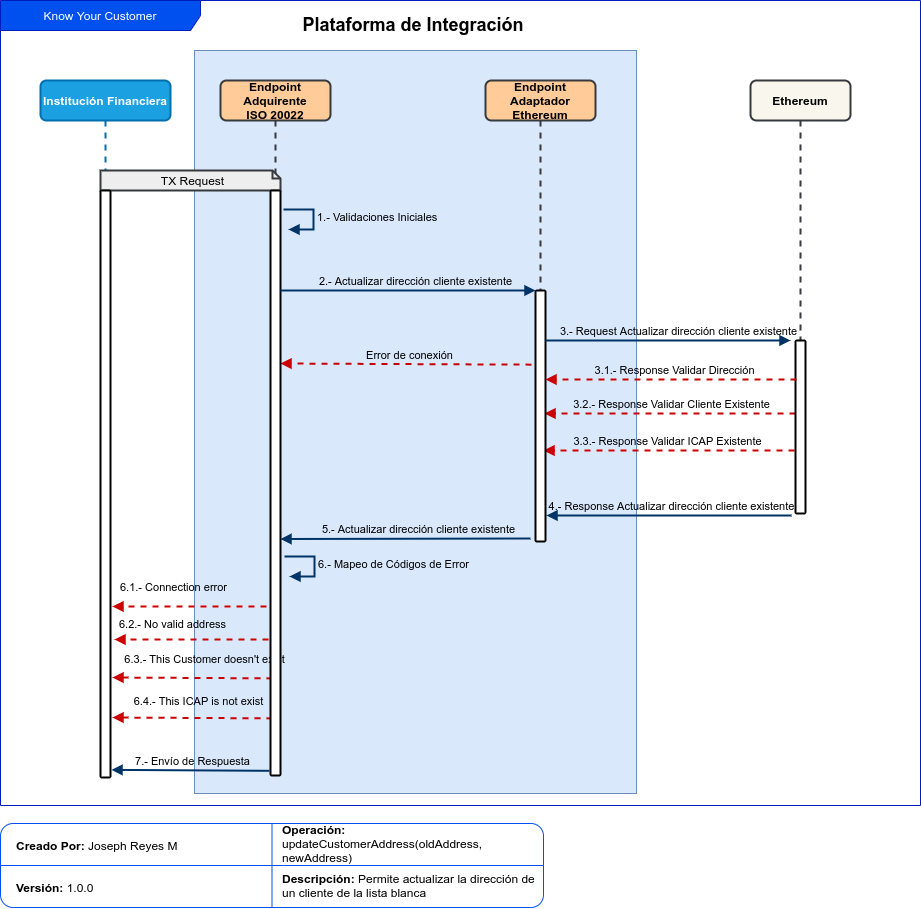 Know Your Customer
Plataforma de Integración
Institución Financiera
Endpoint
Adquirente
ISO 20022
Endpoint
Adaptador
Ethereum
Ethereum
TX Request
1.- Validaciones Iniciales
2.- Actualizar dirección cliente existente
3.- Request Actualizar dirección cliente existente
Error de conexión
3.1.- Response Validar Dirección
3.2.- Response Validar Cliente Existente
3.3.- Response Validar ICAP Existente
4.- Response Actualizar dirección cliente existente
5.- Actualizar dirección cliente existente
6.- Mapeo de Códigos de Error
6.1.- Connection error
6.2.- No valid address
6.3.- This Customer doesn't exist
6.4.- This ICAP is not exist
7.- Envío de Respuesta
Creado Por: Joseph Reyes M
Operación:
updateCustomerAddress(oldAddress,
newAddress)
Versión: 1.0.0
Descripción: Permite actualizar la dirección de
un cliente de la lista blanca